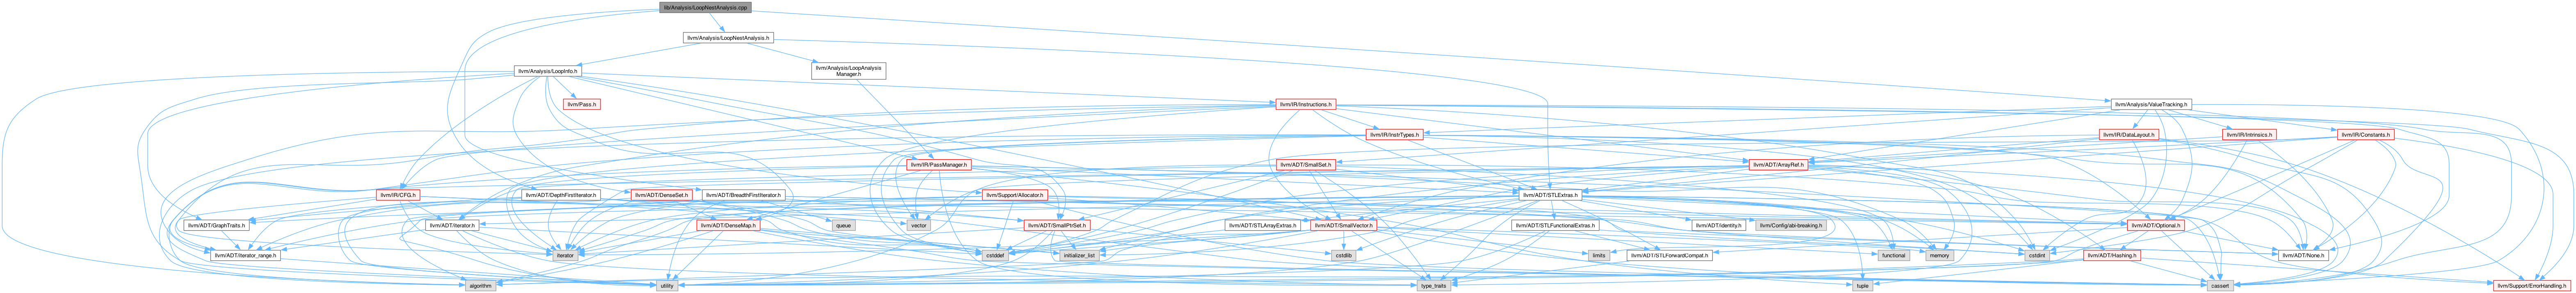 lib/Analysis/LoopNestAnalysis.cpp
llvm/Analysis/LoopNestAnalysis.h
llvm/Analysis/LoopInfo.h
llvm/Analysis/LoopAnalysis
Manager.h
llvm/Pass.h
llvm/IR/Instructions.h
llvm/Analysis/ValueTracking.h
llvm/IR/InstrTypes.h
llvm/IR/DataLayout.h
llvm/IR/Intrinsics.h
llvm/IR/Constants.h
llvm/IR/PassManager.h
llvm/ADT/SmallSet.h
llvm/ADT/ArrayRef.h
llvm/IR/CFG.h
llvm/ADT/DepthFirstIterator.h
llvm/ADT/DenseSet.h
llvm/ADT/BreadthFirstIterator.h
llvm/Support/Allocator.h
llvm/ADT/STLExtras.h
llvm/ADT/GraphTraits.h
llvm/ADT/iterator.h
llvm/ADT/DenseMap.h
queue
vector
llvm/ADT/SmallPtrSet.h
llvm/ADT/STLArrayExtras.h
llvm/ADT/SmallVector.h
llvm/ADT/STLFunctionalExtras.h
llvm/ADT/identity.h
llvm/Config/abi-breaking.h
llvm/ADT/Optional.h
llvm/ADT/iterator_range.h
iterator
cstddef
initializer_list
cstdlib
limits
llvm/ADT/STLForwardCompat.h
functional
memory
cstdint
llvm/ADT/Hashing.h
llvm/ADT/None.h
algorithm
utility
type_traits
tuple
cassert
llvm/Support/ErrorHandling.h